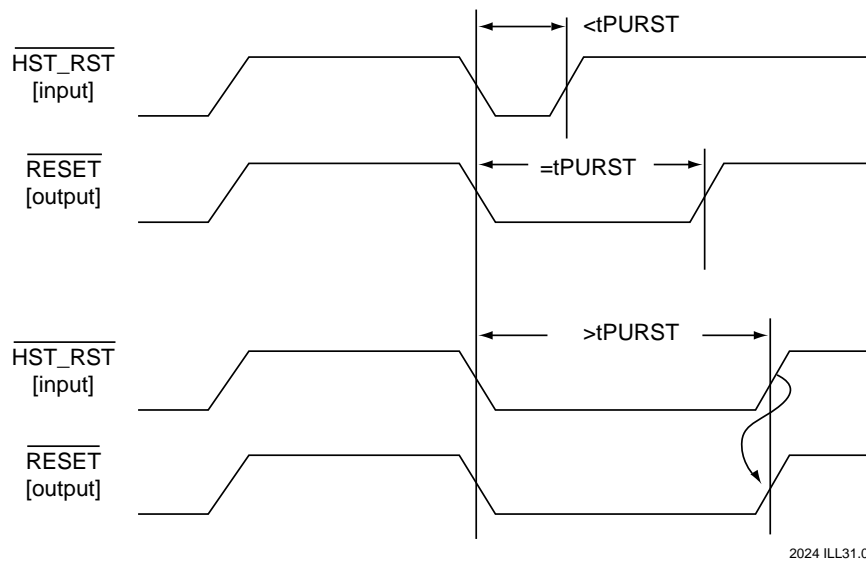 <tPURST
HST_RST
[input]
=tPURST
RESET
[output]
>tPURST
HST_RST
[input]
RESET
[output]
2024 ILL31.0